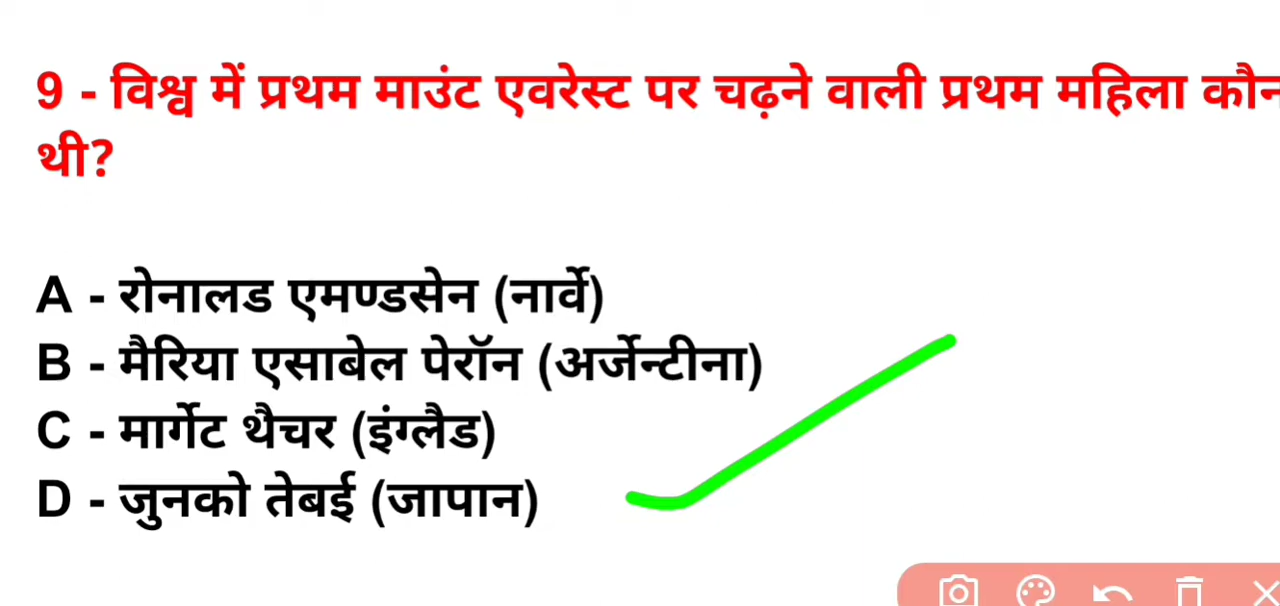 9 - विश्व में प्रथम माउंट एवरेस्ट पर चढ़ने वाली प्रथम महिला कौन
थी?
A - रोनालड एमण्डसेन (नार्वे)
B - मैरिया एसाबेल पेरॉन (अर्जेन्टीना)
C - मार्गेट थैचर (इंग्लैड)
D - जुनको तेबई (जापान)